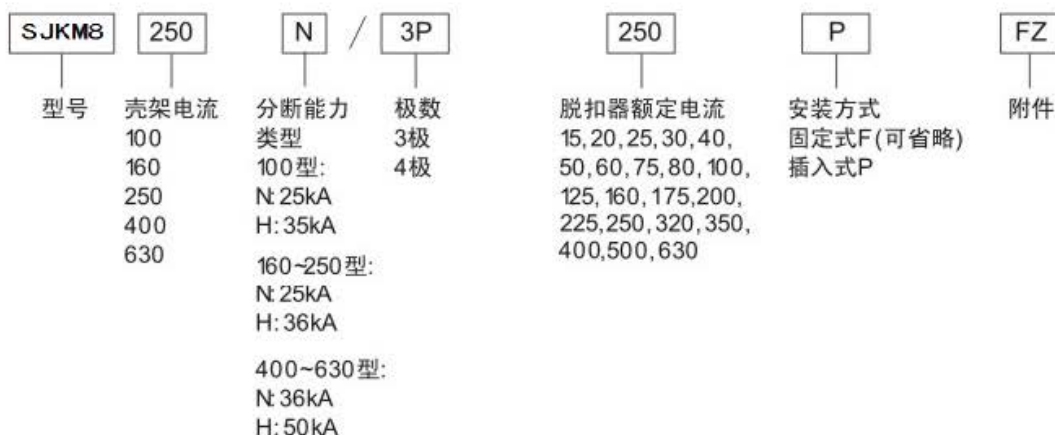 SJKM8 250 N / 3P 250 P FZ
型号
壳架电流
100
160
250
400
630
分断能力
类型
100型:
N:25kA
H:35kA
160~250型:
N:25kA
H:36kA
400~630型:
N:36kA
H:50kA
极数
3极
4极
脱扣器额定电流
15,20,25,30,40,
50,60,75,80,100,
125,160,175,200,
225,250,320,350,
400,500,630
安装方式
固定式F(可省略)
插入式P
附件